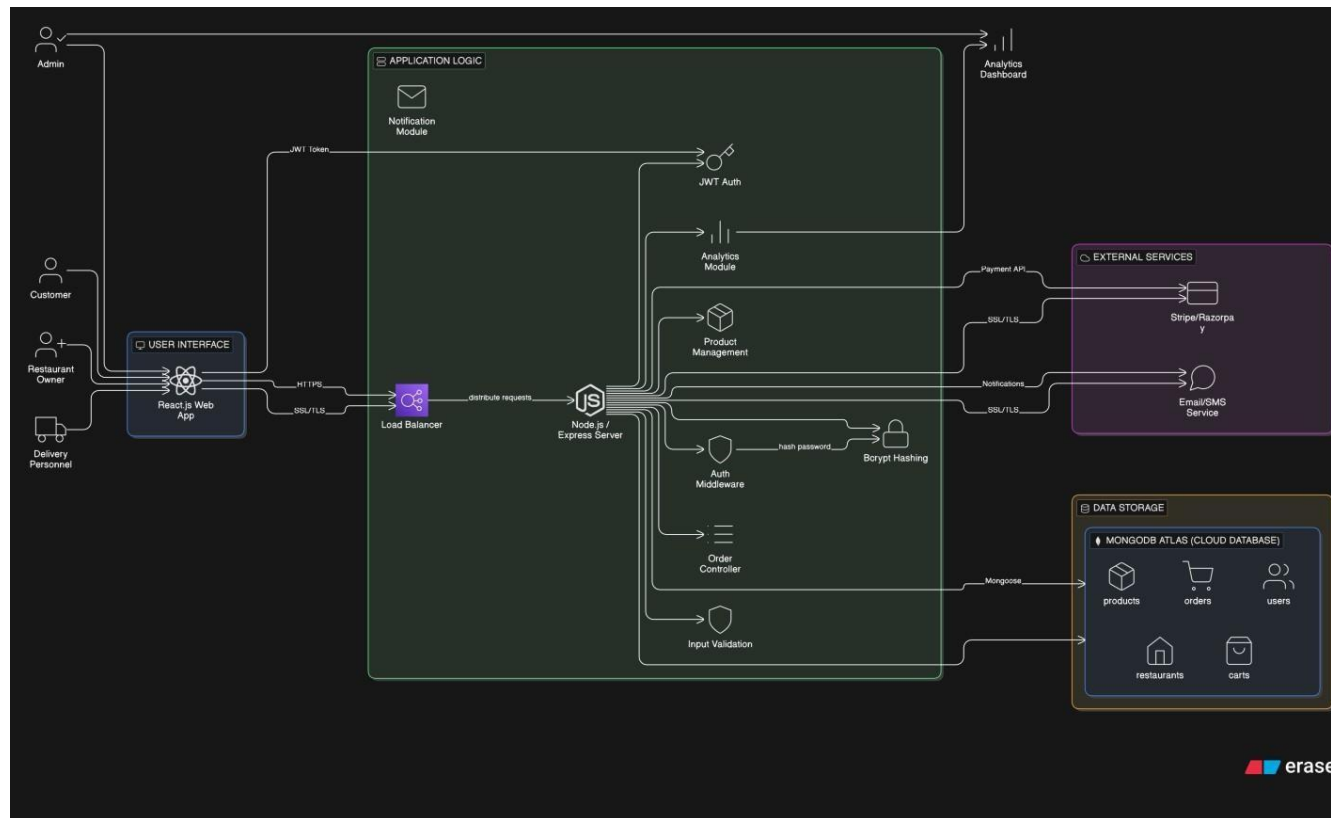 Admin
Analytics
Dashboard
APPLICATION LOGIC
Notification
Module
JWT Token
JWT Auth
Analytics
Module
EXTERNAL SERVICES
Customer
Payment API
Stripe/Razorpa
y
SSL/TLS
Product
Management
USER INTERFACE
Restaurant
Owner
React.js Web
App
HTTPS
SSL/TLS
Load Balancer
distribute requests
Node.js /
Express Server
Notifications
SSL/TLS
Email/SMS
Service
Delivery
Personnel
Auth
Middleware
hash password
Bcrypt Hashing
DATA STORAGE
MONGODB ATLAS (CLOUD DATABASE)
Order
Controller
Mongoose
products
orders
users
Input Validation
restaurants
carts
erase